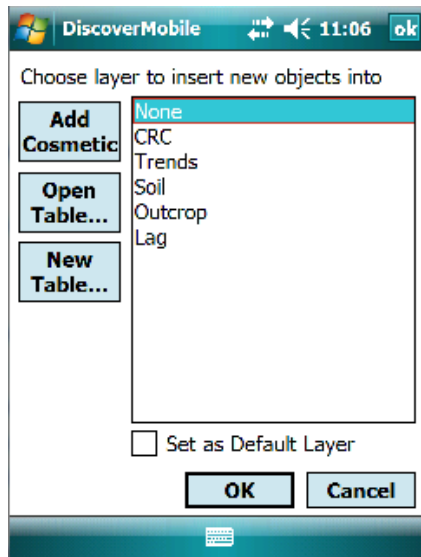 DiscoverMobile 11:06 ok
Choose layer to insert new objects into
Add Cosmetic
Open Table...
New Table...
None
CRC
Trends
Soil
Outcrop
Lag
Set as Default Layer
OK Cancel